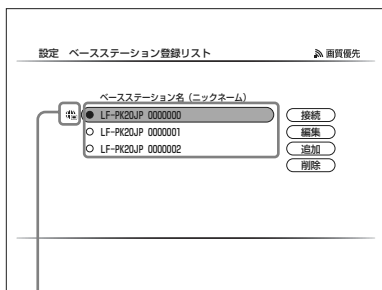 設定 ベースステーション登録リスト 画質優先
ベースステーション名（ニックネーム）
LF-PK20JP 0000000 接続
LF-PK20JP 0000001 編集
LF-PK20JP 0000002 追加
削除